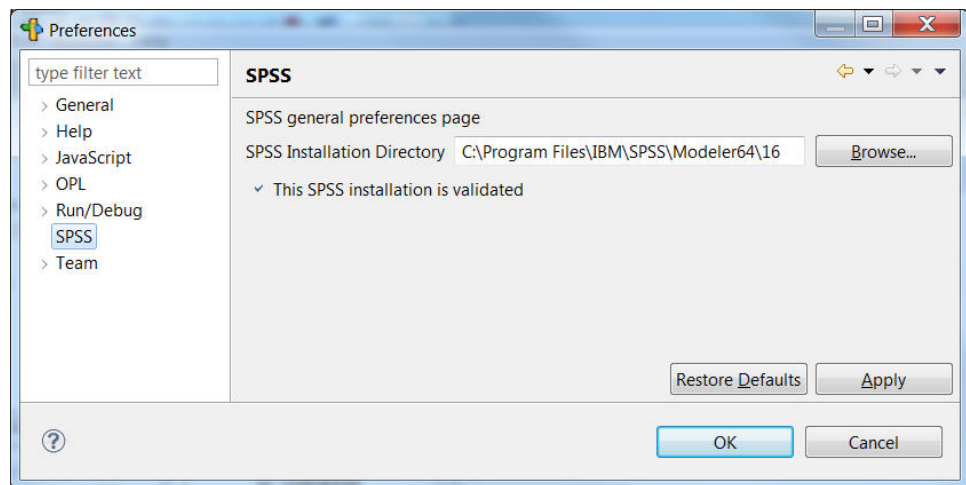 Preferences
type filter text
General
Help
JavaScript
OPL
Run/Debug
SPSS
Team
SPSS
SPSS general preferences page
SPSS Installation Directory C:\Program Files\IBM\SPSS\Modeler64\16 Browse...
This SPSS installation is validated
Restore Defaults Apply
OK Cancel